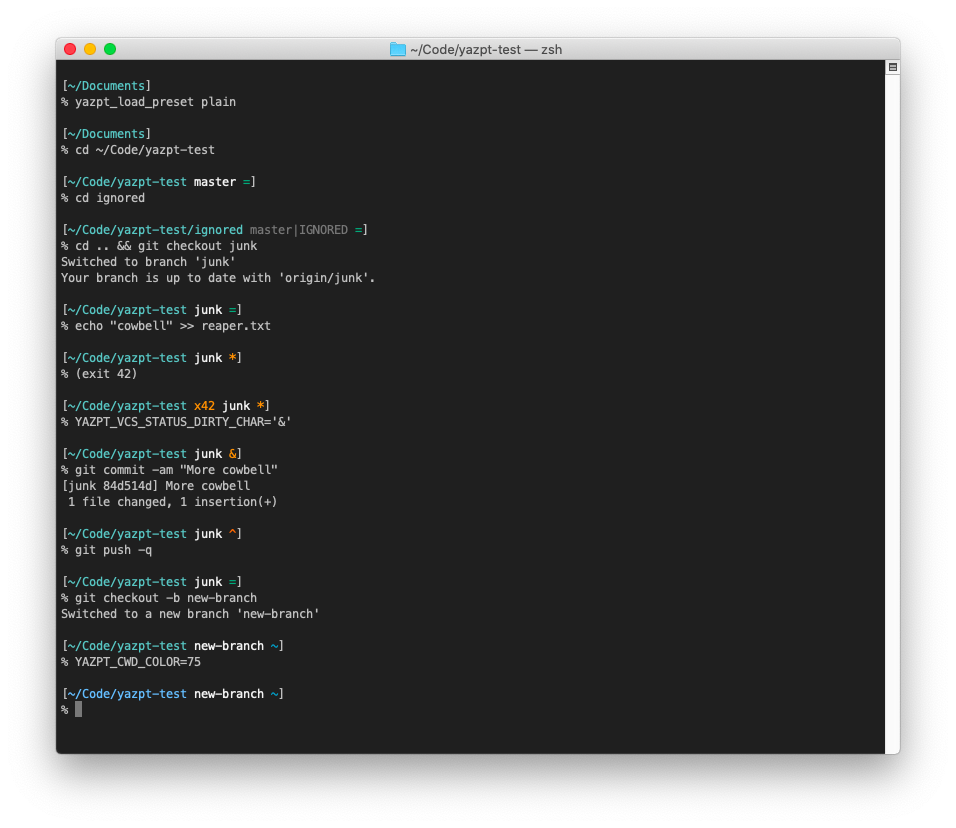 ~/Code/yazpt-test — zsh
[~/Documents]
% yazpt_load_preset plain
[~/Documents]
% cd ~/Code/yazpt-test
[~/Code/yazpt-test master =]
% cd ignored
[~/Code/yazpt-test/ignored master|IGNORED =]
% cd .. && git checkout junk
Switched to branch 'junk'
Your branch is up to date with 'origin/junk'.
[~/Code/yazpt-test junk =]
% echo "cowbell" >> reaper.txt
[~/Code/yazpt-test junk *]
% (exit 42)
[~/Code/yazpt-test x42 junk *]
% YAZPT_VCS_STATUS_DIRTY_CHAR='&'
[~/Code/yazpt-test junk &]
% git commit -am "More cowbell"
[junk 84d514d] More cowbell
 1 file changed, 1 insertion(+)
[~/Code/yazpt-test junk ^]
% git push -q
[~/Code/yazpt-test junk =]
% git checkout -b new-branch
Switched to a new branch 'new-branch'
[~/Code/yazpt-test new-branch ~]
% YAZPT_CWD_COLOR=75
[~/Code/yazpt-test new-branch ~]
%